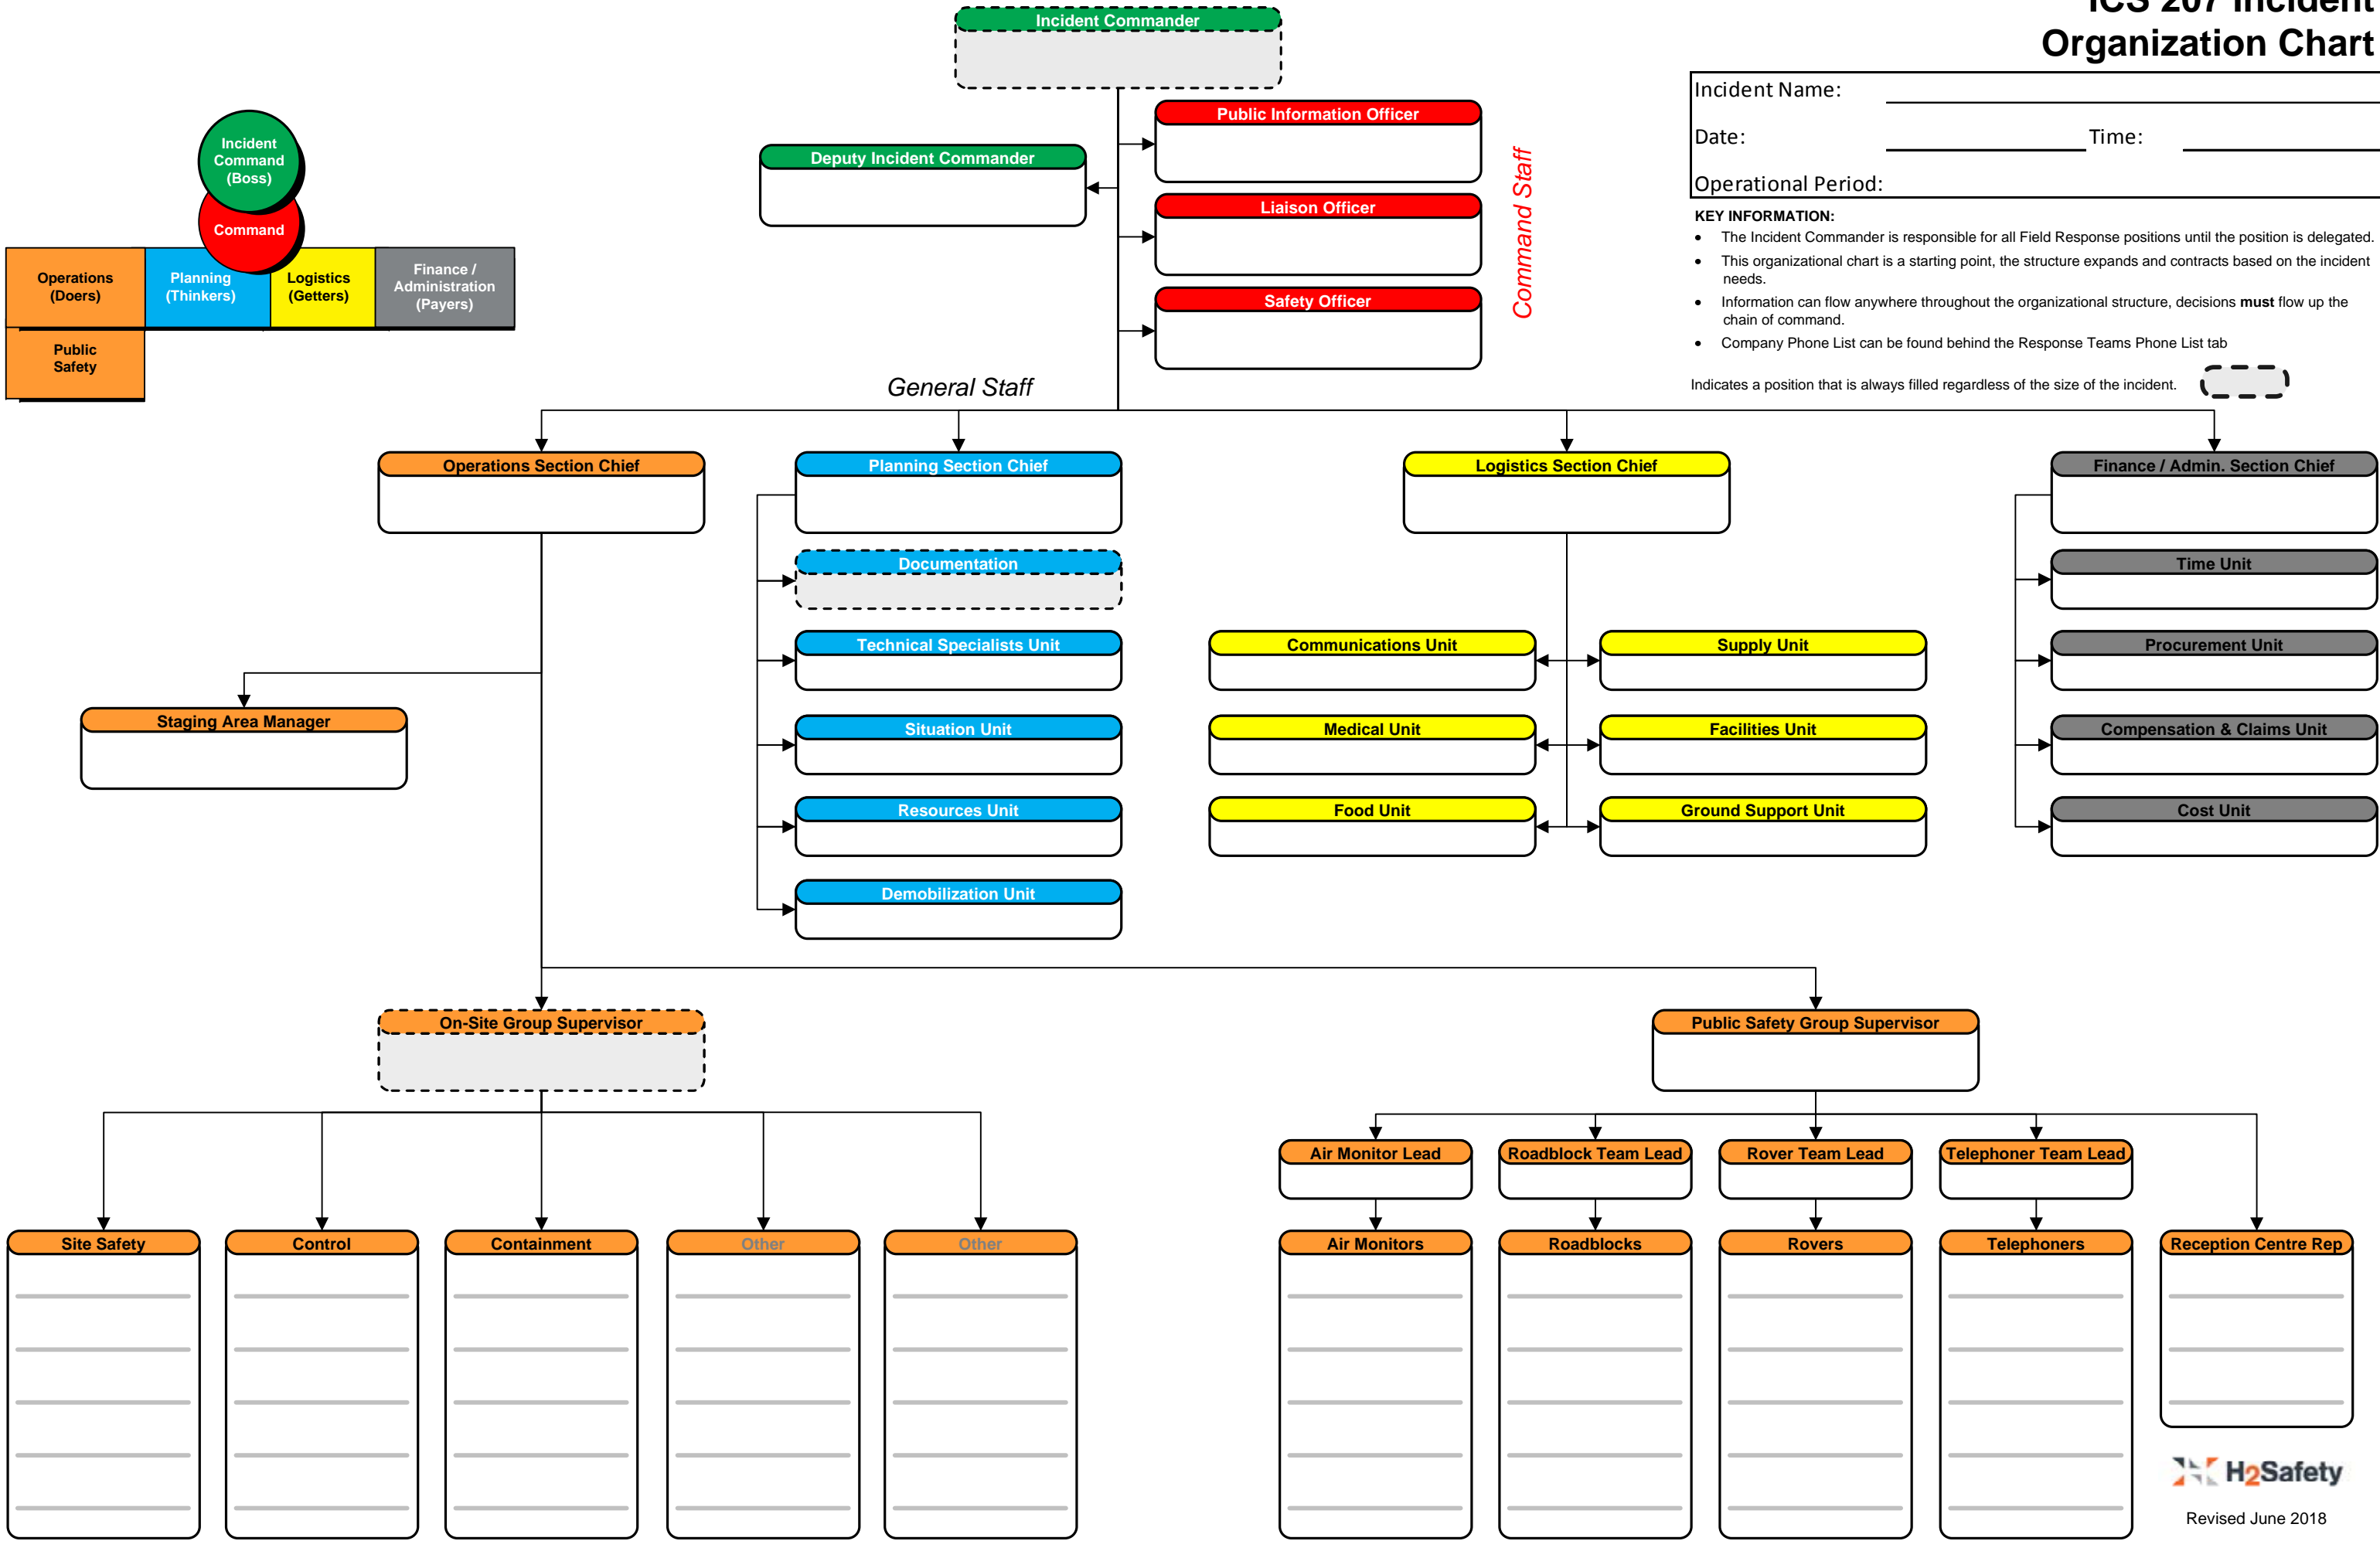 ICS 207 Incident
Organization Chart
Incident Name:
Date:
Time:
Operational Period:
KEY INFORMATION:
• The Incident Commander is responsible for all Field Response positions until the position is delegated.
• This organizational chart is a starting point, the structure expands and contracts based on the incident
needs.
• Information can flow anywhere throughout the organizational structure, decisions must flow up the
chain of command.
• Company Phone List can be found behind the Response Teams Phone List tab
Indicates a position that is always filled regardless of the size of the incident.
Incident
Command
(Boss)
Command
Operations
(Doers)
Planning
(Thinkers)
Logistics
(Getters)
Finance /
Administration
(Payers)
Public
Safety
Incident Commander
Deputy Incident Commander
Public Information Officer
Liaison Officer
Safety Officer
Command Staff
General Staff
Operations Section Chief
Planning Section Chief
Logistics Section Chief
Finance / Admin. Section Chief
Staging Area Manager
Documentation
Technical Specialists Unit
Situation Unit
Resources Unit
Demobilization Unit
Communications Unit
Supply Unit
Medical Unit
Facilities Unit
Food Unit
Ground Support Unit
Time Unit
Procurement Unit
Compensation & Claims Unit
Cost Unit
On-Site Group Supervisor
Public Safety Group Supervisor
Site Safety
Control
Containment
Other
Other
Air Monitor Lead
Roadblock Team Lead
Rover Team Lead
Telephoner Team Lead
Air Monitors
Roadblocks
Rovers
Telephoners
Reception Centre Rep
H2Safety
Revised June 2018